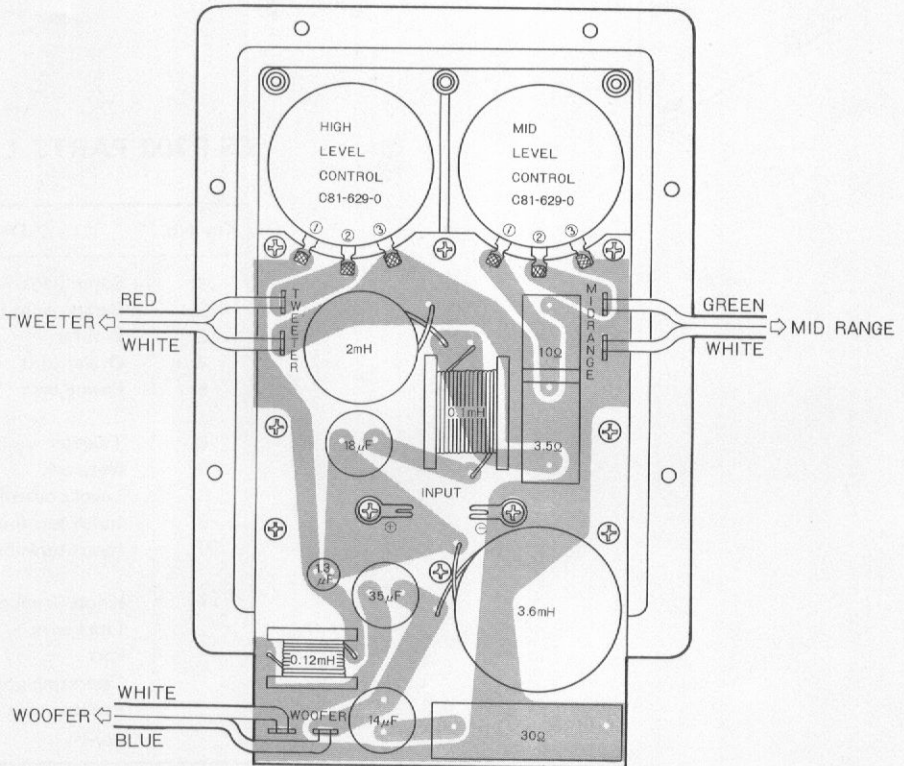 HIGH
LEVEL
CONTROL
C81-629-0
① ② ③
MID
LEVEL
CONTROL
C81-629-0
① ② ③
RED
TWEETER
WHITE
TWEETER
2mH
0.1mH
10Ω
3.5Ω
MIDRANGE
GREEN
MID RANGE
WHITE
18μF
INPUT
⊕ ⊖
1.3
μF
35μF
3.6mH
0.12mH
WHITE
WOOFER
BLUE
WOOFER
14μF
30Ω